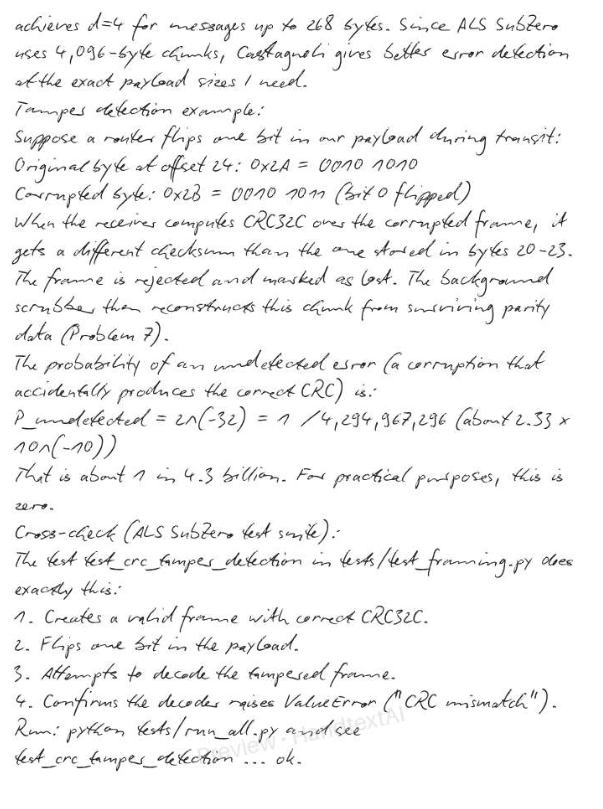 achieves d=4 for messages up to 268 bytes. Since ALS SubZero
uses 4,096-byte chunks, Castagnoli gives better error detection
at the exact payload sizes I need.
Tamper detection example:
Suppose a router flips one bit in our payload during transit:
Original byte at offset 24: 0x2A = 0010 1010
Corrupted byte: 0x2B = 0010 1011 (bit 0 flipped)
When the receiver computes CRC32C over the corrupted frame, it
gets a different checksum than the one stored in bytes 20-23.
The frame is rejected and marked as lost. The background
scrubber then reconstructs this chunk from surviving parity
data (Problem 7).
The probability of an undetected error (a corruption that
accidentally produces the correct CRC) is:
P_undetected = 2^(-32) = 1 /4,294,967,296 (about 2.33 x
10^(-10))
That is about 1 in 4.3 billion. For practical purposes, this is
zero.
Cross-check (ALS SubZero test suite):
The test test_crc_tamper_detection in tests/test_framing.py does
exactly this:
1. Creates a valid frame with correct CRC32C.
2. Flips one bit in the payload.
3. Attempts to decode the tampered frame.
4. Confirms the decoder raises ValueError ("CRC mismatch").
Run: python tests/run_all.py and see
test_crc_tamper_detection ... ok.
Preview - HandtextAI